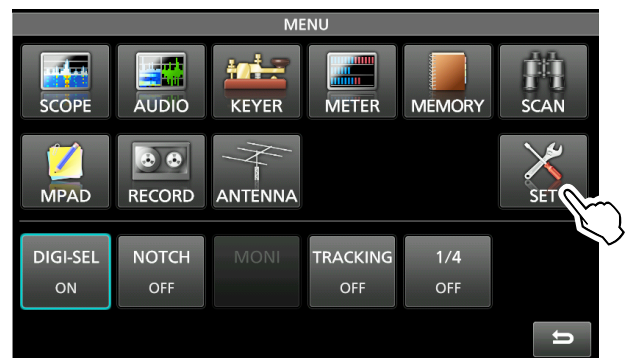 MENU
SCOPE AUDIO KEYER METER MEMORY SCAN
MPAD RECORD ANTENNA SET
DIGI-SEL NOTCH MONI TRACKING 1/4
ON OFF OFF OFF